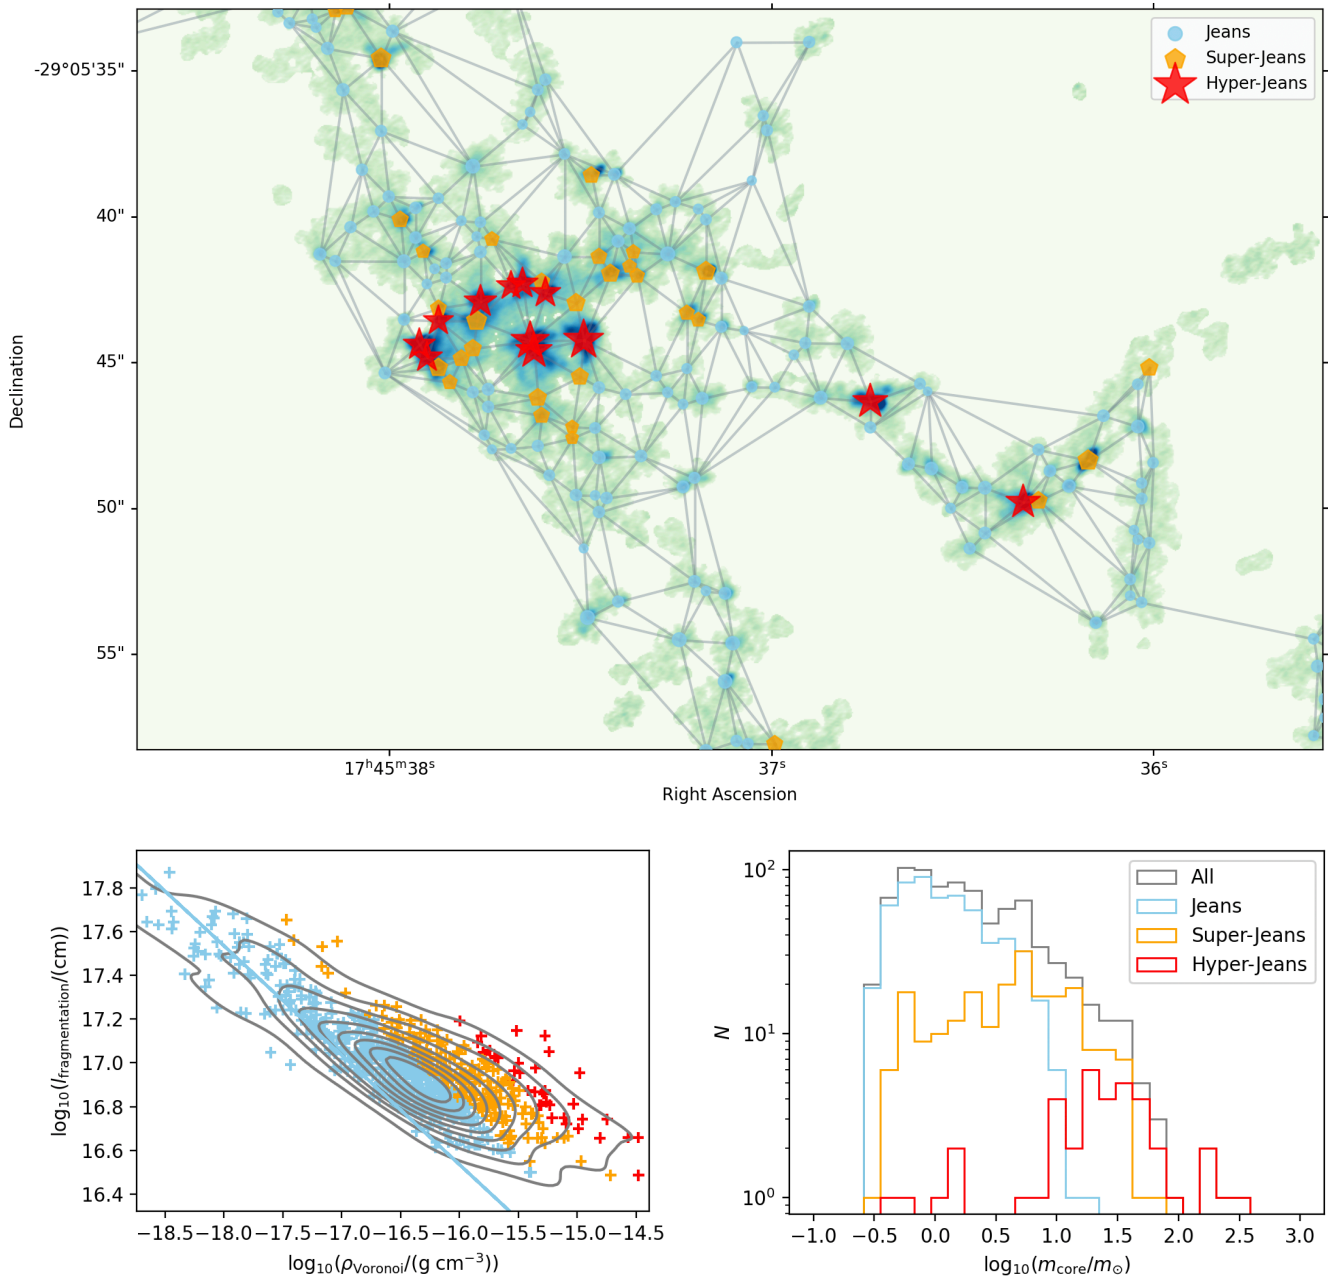 Jeans
Super-Jeans
Hyper-Jeans
-29°05'35"
40"
45"
50"
55"
Declination
17ʰ45ᵐ38ˢ
37ˢ
36ˢ
Right Ascension
17.8
17.6
17.4
17.2
17.0
16.8
16.6
16.4
log₁₀(l_fragmentation/(cm))
−18.5 −18.0 −17.5 −17.0 −16.5 −16.0 −15.5 −15.0 −14.5
log₁₀(ρ_Voronoi/(g cm⁻³))
All
Jeans
Super-Jeans
Hyper-Jeans
10²
10¹
10⁰
N
−1.0 −0.5 0.0 0.5 1.0 1.5 2.0 2.5 3.0
log₁₀(m_core/m_⊙)